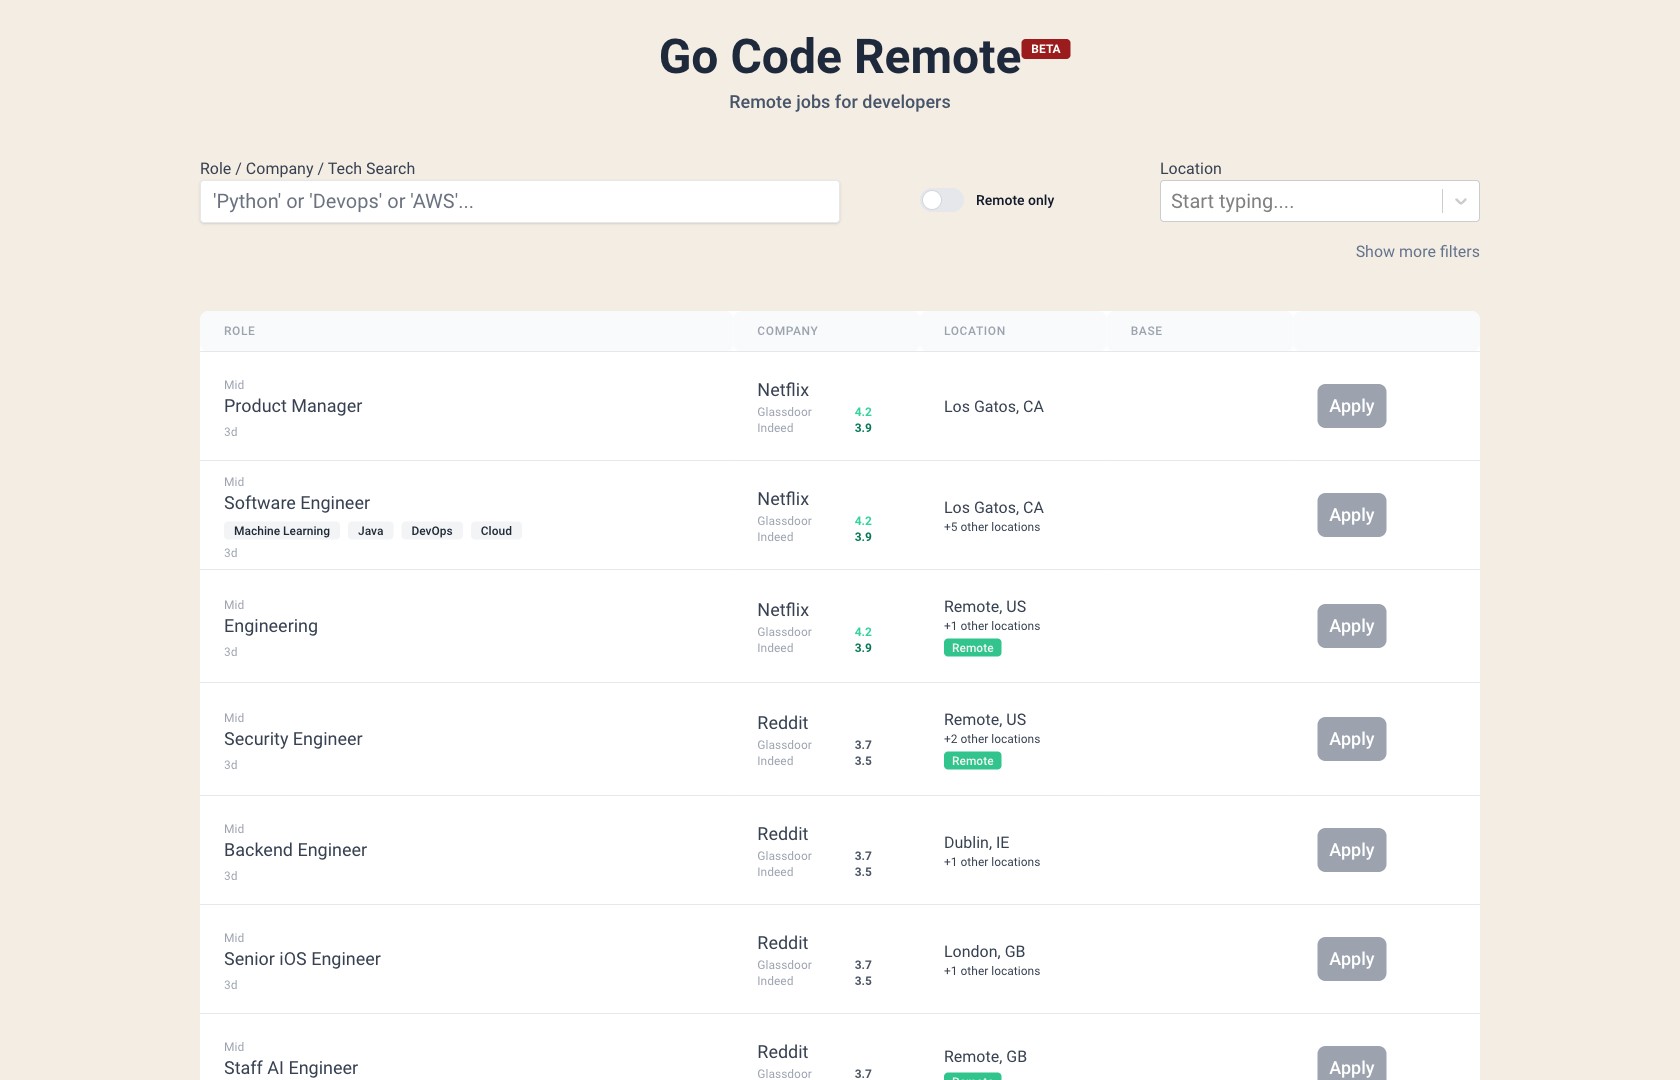 Go Code Remote BETA
Remote jobs for developers
Role / Company / Tech Search
'Python' or 'Devops' or 'AWS'...
Remote only
Location
Start typing....
Show more filters
ROLE COMPANY LOCATION BASE
Mid
Product Manager
3d
Netflix
Glassdoor 4.2
Indeed 3.9
Los Gatos, CA
Apply
Mid
Software Engineer
Machine Learning Java DevOps Cloud
3d
Netflix
Glassdoor 4.2
Indeed 3.9
Los Gatos, CA
+5 other locations
Apply
Mid
Engineering
3d
Netflix
Glassdoor 4.2
Indeed 3.9
Remote, US
+1 other locations
Remote
Apply
Mid
Security Engineer
3d
Reddit
Glassdoor 3.7
Indeed 3.5
Remote, US
+2 other locations
Remote
Apply
Mid
Backend Engineer
3d
Reddit
Glassdoor 3.7
Indeed 3.5
Dublin, IE
+1 other locations
Apply
Mid
Senior iOS Engineer
3d
Reddit
Glassdoor 3.7
Indeed 3.5
London, GB
+1 other locations
Apply
Mid
Staff AI Engineer
Reddit
Glassdoor 3.7
Remote, GB
Remote
Apply